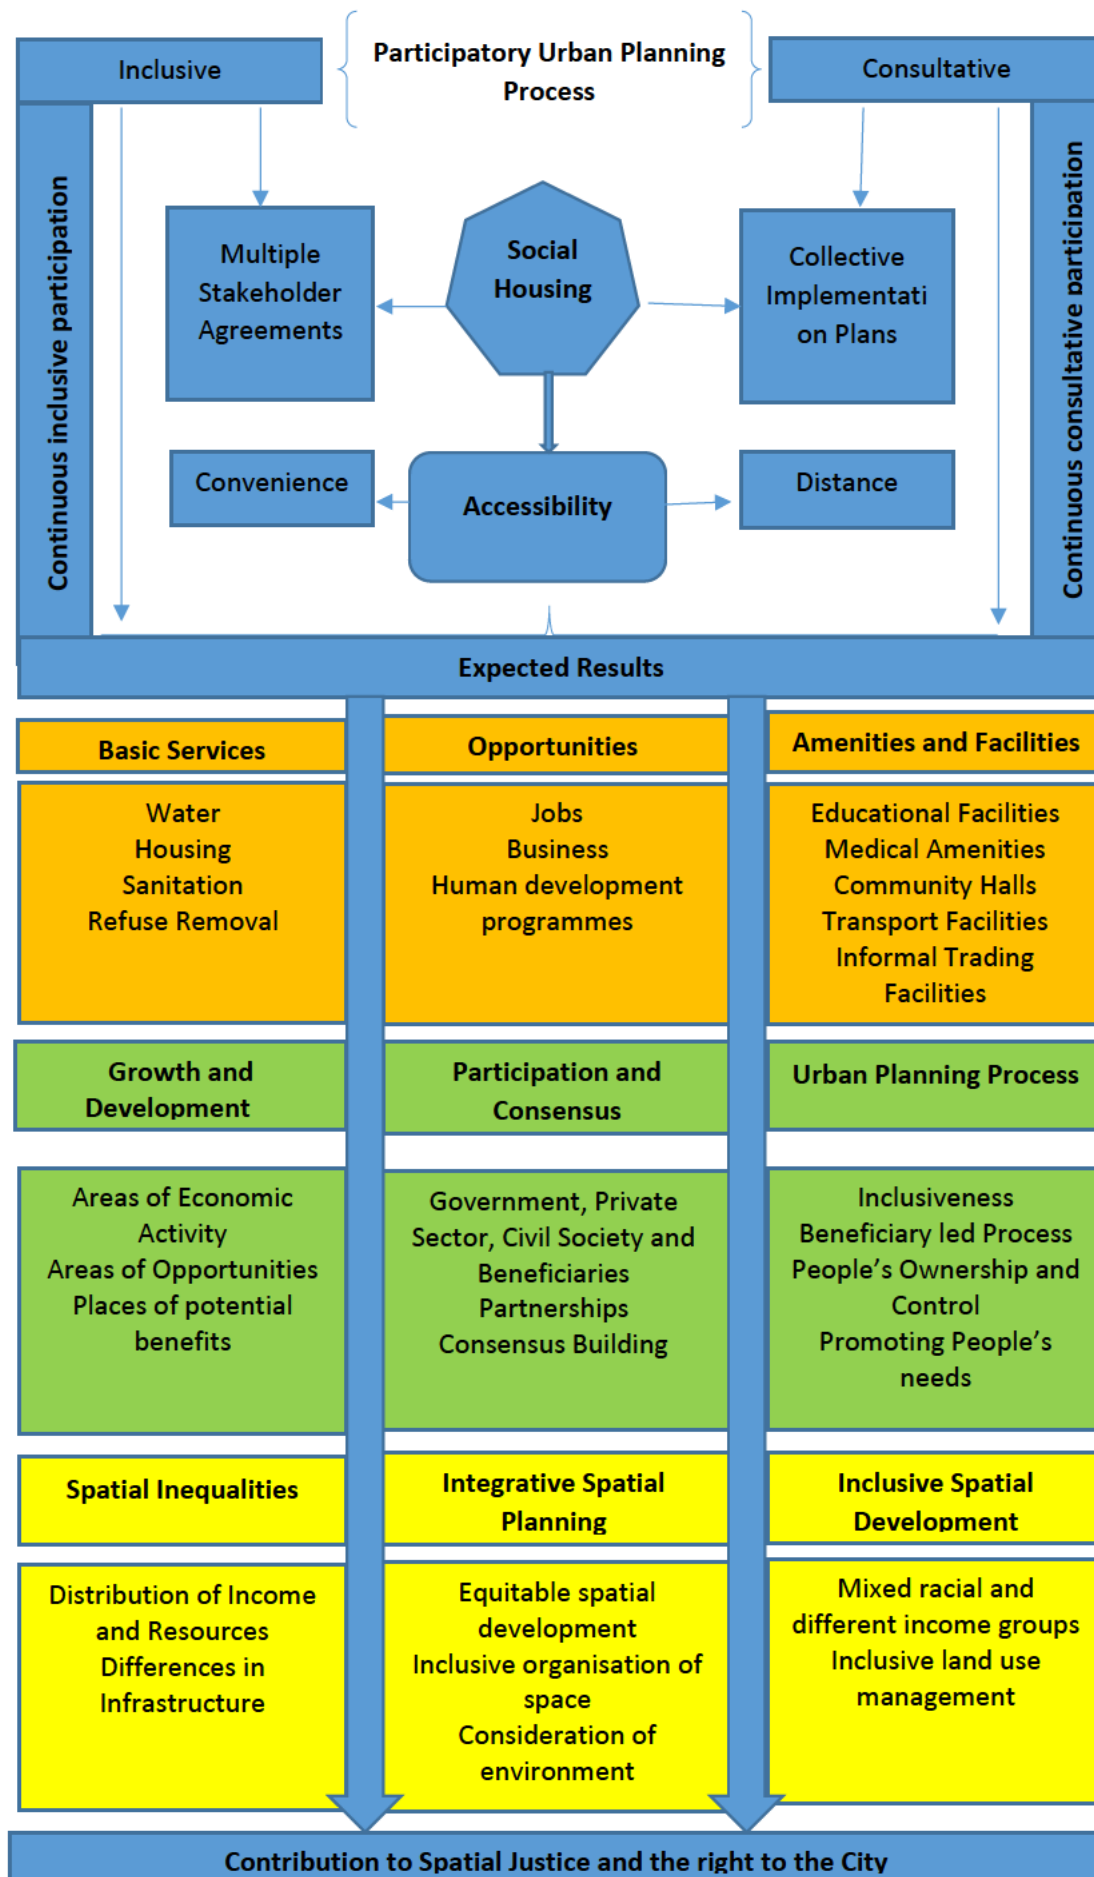 Participatory Urban Planning
Process
Inclusive
Consultative
Continuous inclusive participation
Continuous consultative participation
Multiple
Stakeholder
Agreements
Social
Housing
Collective
Implementati
on Plans
Convenience
Accessibility
Distance
Expected Results
Basic Services
Opportunities
Amenities and Facilities
Water
Housing
Sanitation
Refuse Removal
Jobs
Business
Human development
programmes
Educational Facilities
Medical Amenities
Community Halls
Transport Facilities
Informal Trading
Facilities
Growth and
Development
Participation and
Consensus
Urban Planning Process
Areas of Economic
Activity
Areas of Opportunities
Places of potential
benefits
Government, Private
Sector, Civil Society and
Beneficiaries
Partnerships
Consensus Building
Inclusiveness
Beneficiary led Process
People’s Ownership and
Control
Promoting People’s
needs
Spatial Inequalities
Integrative Spatial
Planning
Inclusive Spatial
Development
Distribution of Income
and Resources
Differences in
Infrastructure
Equitable spatial
development
Inclusive organisation of
space
Consideration of
environment
Mixed racial and
different income groups
Inclusive land use
management
Contribution to Spatial Justice and the right to the City